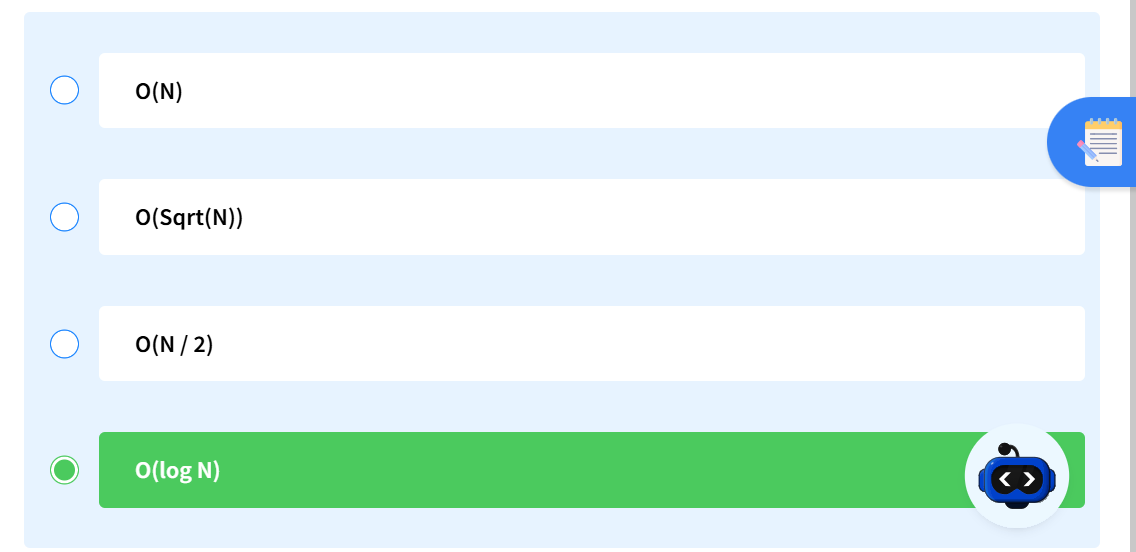 O(N)
O(Sqrt(N))
O(N / 2)
O(log N)